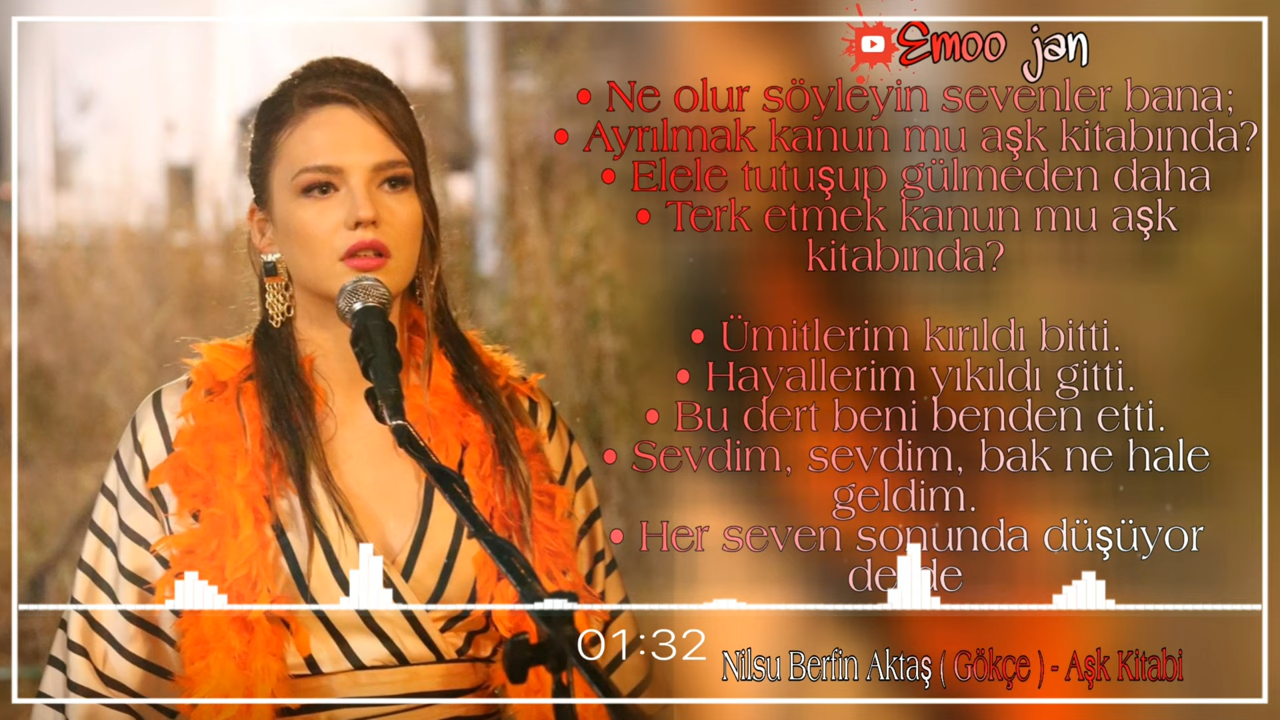 Emoo jan
• Ne olur söyleyin sevenler bana;
• Ayrılmak kanun mu aşk kitabında?
• Elele tutuşup gülmeden daha
• Terk etmek kanun mu aşk
kitabında?
• Ümitlerim kırıldı bitti.
• Hayallerim yıkıldı gitti.
• Bu dert beni benden etti.
• Sevdim, sevdim, bak ne hale
geldim.
• Her seven sonunda düşüyor
01:32
Nilsu Berfin Aktaş ( Gökçe ) - Aşk Kitabi